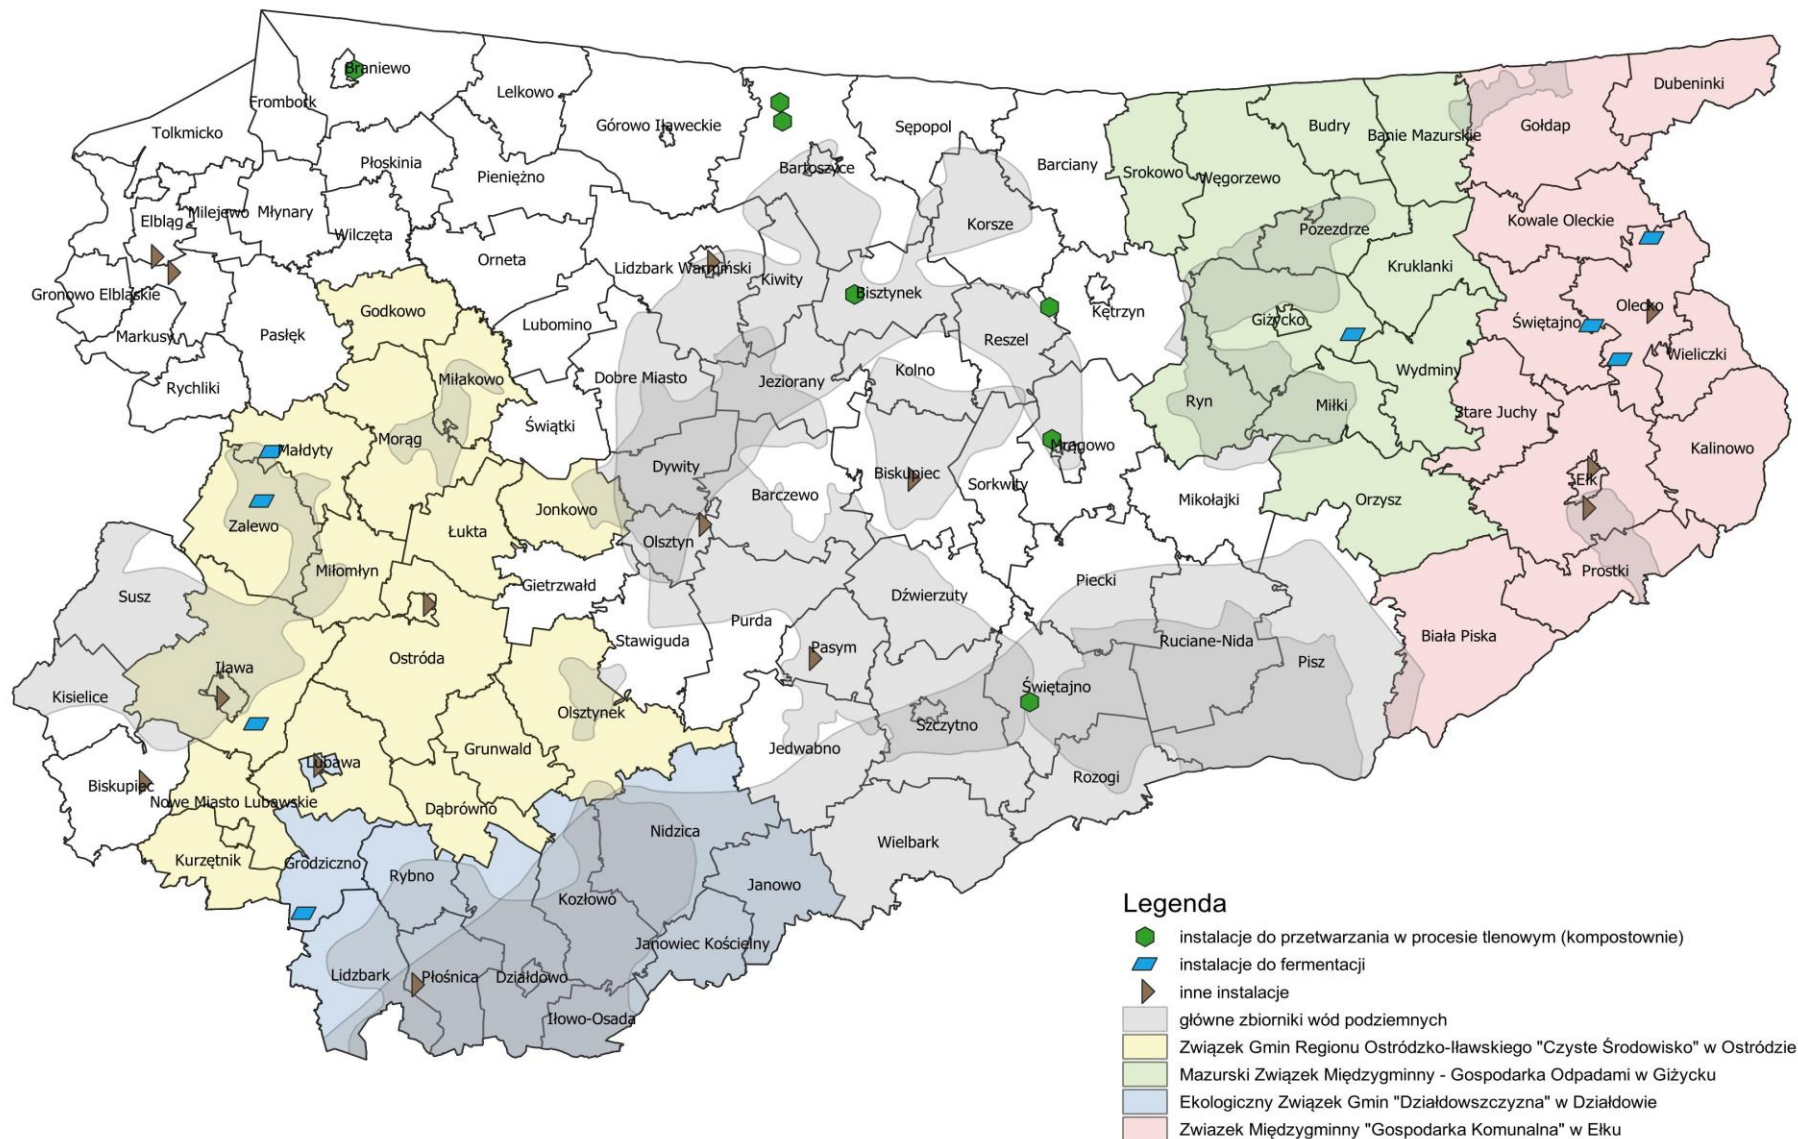 Braniewo
Lelkowo
Dubeninki
Frombork
Tolkmicko
Górowo Iławeckie
Sępopol
Budry
Banie Mazurskie
Gołdap
Płoskinia
Bartoszyce
Barciany
Srokowo
Węgorzewo
Pieniężno
Elbląg
Milejewo
Młynary
Wilczęta
Korsze
Pozezdrze
Kowale Oleckie
Orneta
Lidzbark Warmiński
Kiwity
Kruklanki
Gronowo Elbląskie
Bisztynek
Godkowo
Kętrzyn
Olecko
Markusy
Pasłęk
Lubomino
Reszel
Giżycko
Świętajno
Wieliczki
Rychliki
Miłakowo
Dobre Miasto
Jeziorany
Kolno
Wydminy
Ryn
Miłki
Stare Juchy
Małdyty
Morąg
Świątki
Mrągowo
Kalinowo
Dywity
Biskupiec
Sorkwity
Ełk
Barczewo
Mikołajki
Orzysz
Zalewo
Łukta
Jonkowo
Olsztyn
Miłomłyn
Gietrzwałd
Piecki
Prostki
Susz
Dźwierzuty
Purda
Stawiguda
Pasym
Ruciane-Nida
Biała Piska
Ostróda
Pisz
Iława
Kisielice
Świętajno
Olsztynek
Szczytno
Grunwald
Jedwabno
Lubawa
Rozogi
Biskupiec
Nowe Miasto Lubawskie
Dąbrówno
Nidzica
Wielbark
Kurzętnik
Grodziczno
Rybno
Janowo
Kozłowo
Janowiec Kościelny
Lidzbark
Płośnica
Działdowo
Iłowo-Osada
Legenda
instalacje do przetwarzania w procesie tlenowym (kompostownie)
instalacje do fermentacji
inne instalacje
główne zbiorniki wód podziemnych
Związek Gmin Regionu Ostródzko-Iławskiego "Czyste Środowisko" w Ostródzie
Mazurski Związek Międzygminny - Gospodarka Odpadami w Giżycku
Ekologiczny Związek Gmin "Działdowszczyzna" w Działdowie
Zwiazek Międzygminny "Gospodarka Komunalna" w Ełku